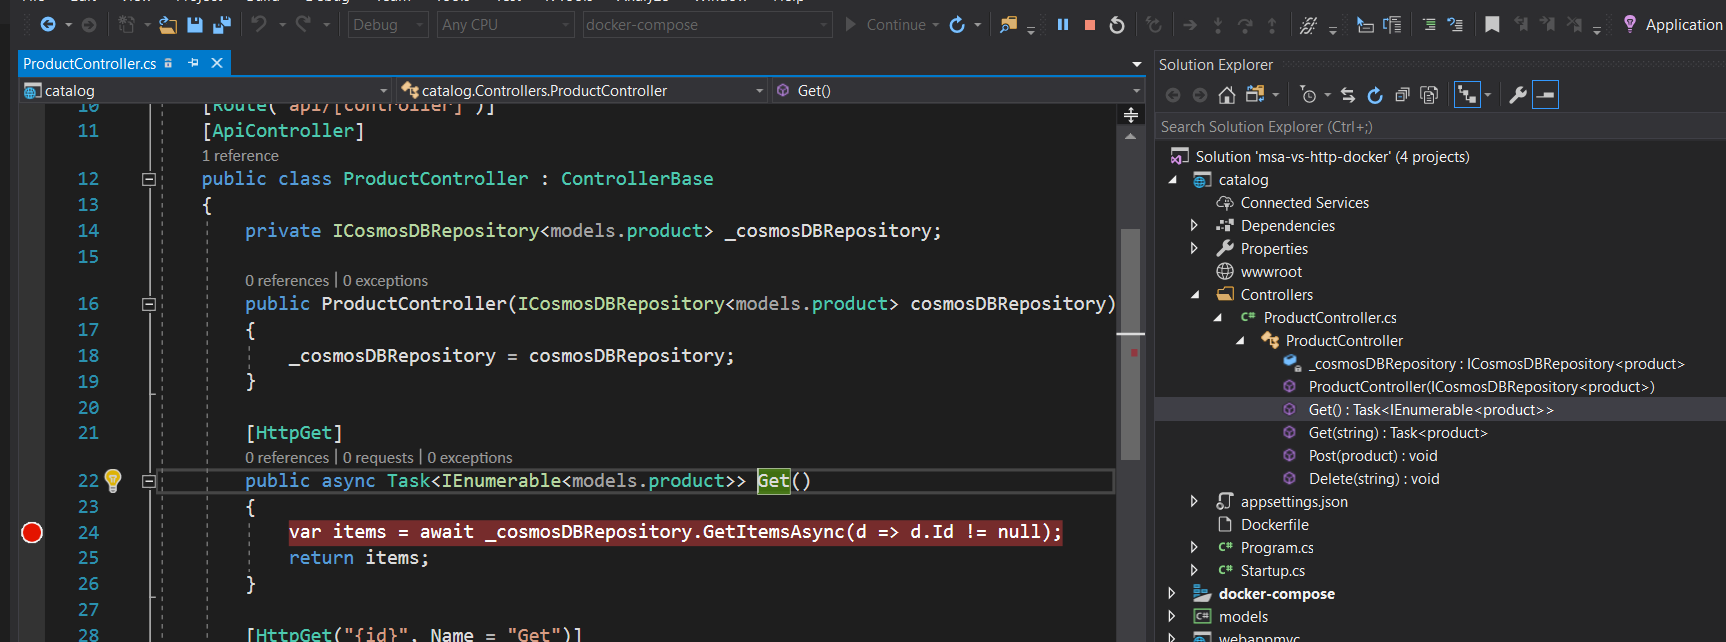 Debug
Any CPU
docker-compose
Continue
Application
ProductController.cs
catalog
catalog.Controllers.ProductController
Get()
10 [Route("api/[controller]")]
11 [ApiController]
1 reference
12 public class ProductController : ControllerBase
13 {
14 private ICosmosDBRepository<models.product> _cosmosDBRepository;
15
0 references | 0 exceptions
16 public ProductController(ICosmosDBRepository<models.product> cosmosDBRepository)
17 {
18 _cosmosDBRepository = cosmosDBRepository;
19 }
20
21 [HttpGet]
0 references | 0 requests | 0 exceptions
22 public async Task<IEnumerable<models.product>> Get()
23 {
24 var items = await _cosmosDBRepository.GetItemsAsync(d => d.Id != null);
25 return items;
26 }
27
28 [HttpGet("{id}", Name = "Get")]
Solution Explorer
Search Solution Explorer (Ctrl+;)
Solution 'msa-vs-http-docker' (4 projects)
catalog
Connected Services
Dependencies
Properties
wwwroot
Controllers
C# ProductController.cs
ProductController
_cosmosDBRepository : ICosmosDBRepository<product>
ProductController(ICosmosDBRepository<product>)
Get() : Task<IEnumerable<product>>
Get(string) : Task<product>
Post(product) : void
Delete(string) : void
appsettings.json
Dockerfile
C# Program.cs
C# Startup.cs
docker-compose
C# models
webappmvc